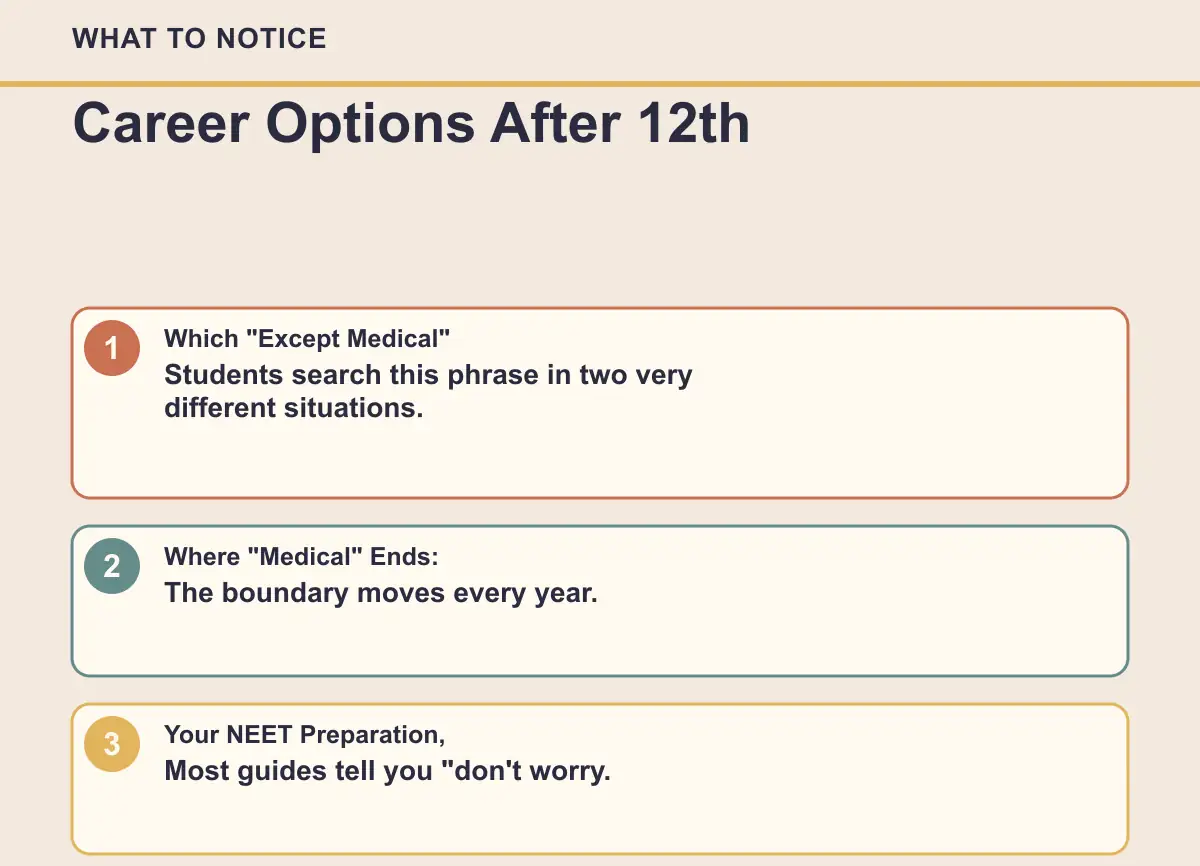 WHAT TO NOTICE
Career Options After 12th
1
Which "Except Medical"
Students search this phrase in two very
different situations.
2
Where "Medical" Ends:
The boundary moves every year.
3
Your NEET Preparation,
Most guides tell you "don't worry.